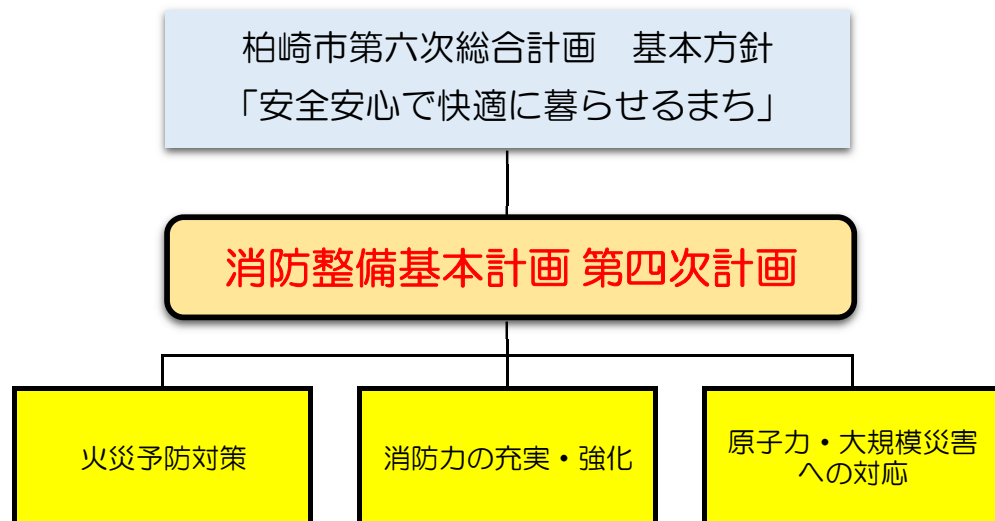 柏崎市第六次総合計画　基本方針
「安全安心で快適に暮らせるまち」
消防整備基本計画 第四次計画
火災予防対策
消防力の充実・強化
原子力・大規模災害
への対応